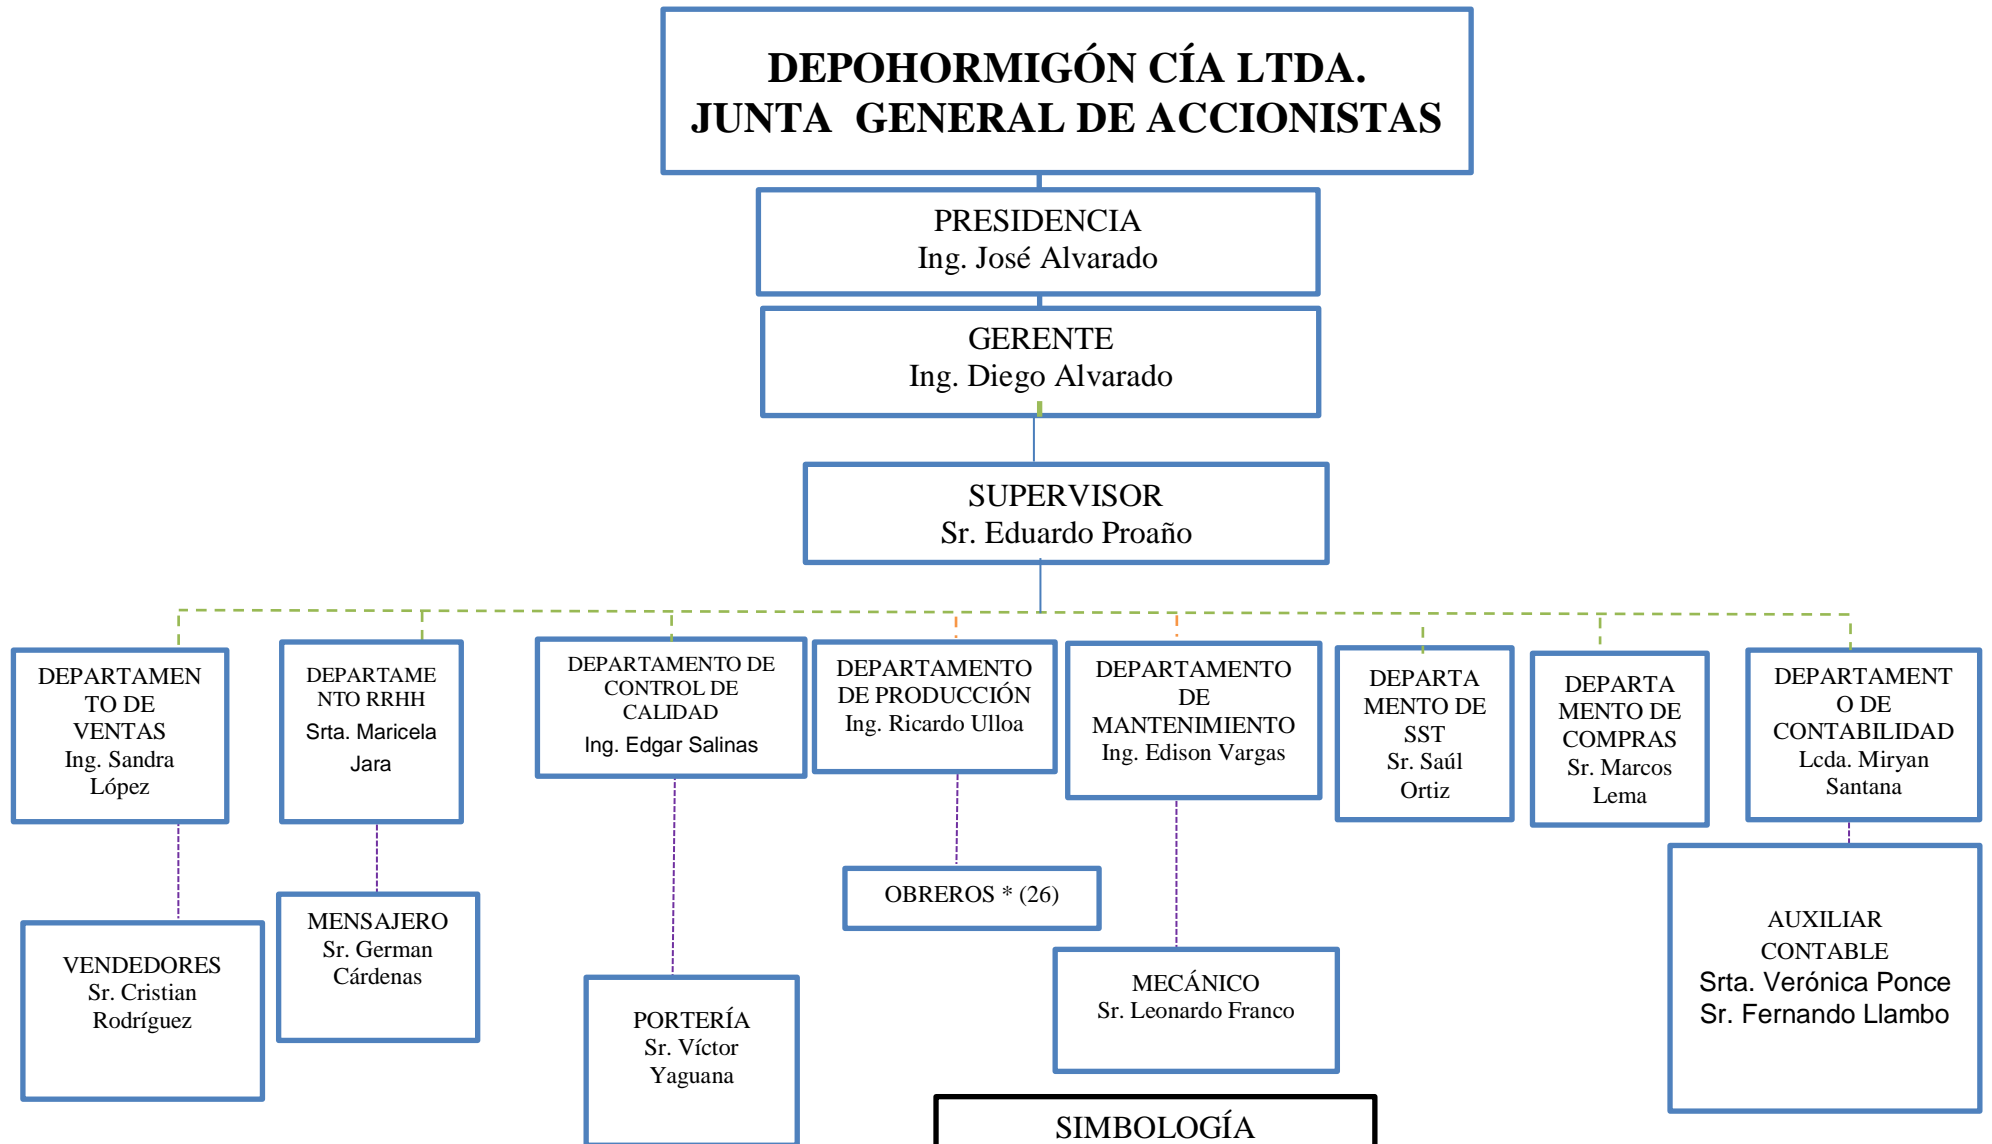 DEPOHORMIGÓN CÍA LTDA.
JUNTA GENERAL DE ACCIONISTAS
PRESIDENCIA
Ing. José Alvarado
GERENTE
Ing. Diego Alvarado
SUPERVISOR
Sr. Eduardo Proaño
DEPARTAMEN
TO DE
VENTAS
Ing. Sandra
López
DEPARTAME
NTO RRHH
Srta. Maricela
Jara
DEPARTAMENTO DE
CONTROL DE
CALIDAD
Ing. Edgar Salinas
DEPARTAMENTO
DE PRODUCCIÓN
Ing. Ricardo Ulloa
DEPARTAMENTO
DE
MANTENIMIENTO
Ing. Edison Vargas
DEPARTA
MENTO DE
SST
Sr. Saúl
Ortiz
DEPARTA
MENTO DE
COMPRAS
Sr. Marcos
Lema
DEPARTAMENT
O DE
CONTABILIDAD
Lcda. Miryan
Santana
VENDEDORES
Sr. Cristian
Rodríguez
MENSAJERO
Sr. German
Cárdenas
PORTERÍA
Sr. Víctor
Yaguana
OBREROS * (26)
MECÁNICO
Sr. Leonardo Franco
AUXILIAR
CONTABLE
Srta. Verónica Ponce
Sr. Fernando Llambo
SIMBOLOGÍA